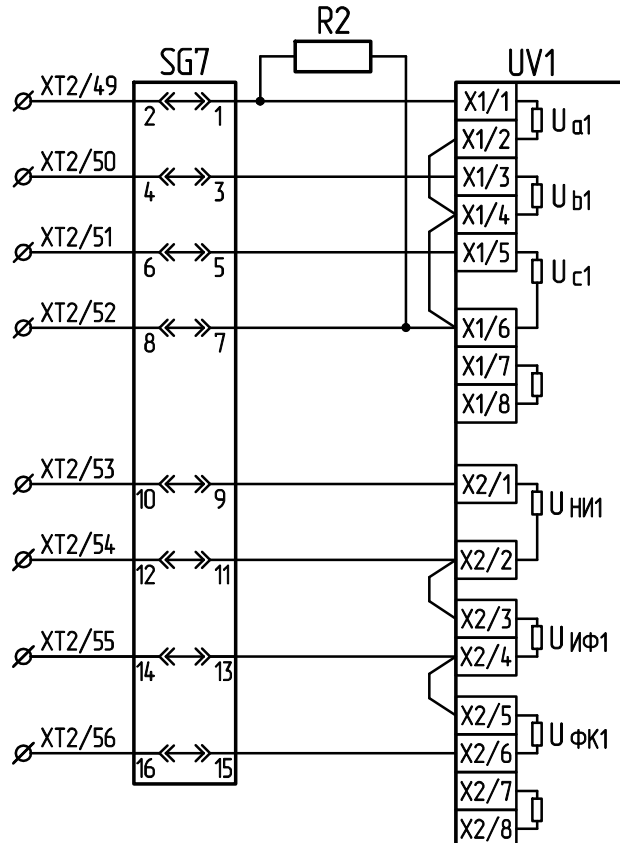 R2
SG7
UV1
XT2/49
2
1
X1/1
U a1
X1/2
XT2/50
4
3
X1/3
U b1
X1/4
XT2/51
6
5
X1/5
U c1
XT2/52
8
7
X1/6
X1/7
X1/8
XT2/53
10
9
X2/1
U НИ1
XT2/54
12
11
X2/2
X2/3
U ИФ1
XT2/55
14
13
X2/4
X2/5
U ФК1
XT2/56
16
15
X2/6
X2/7
X2/8